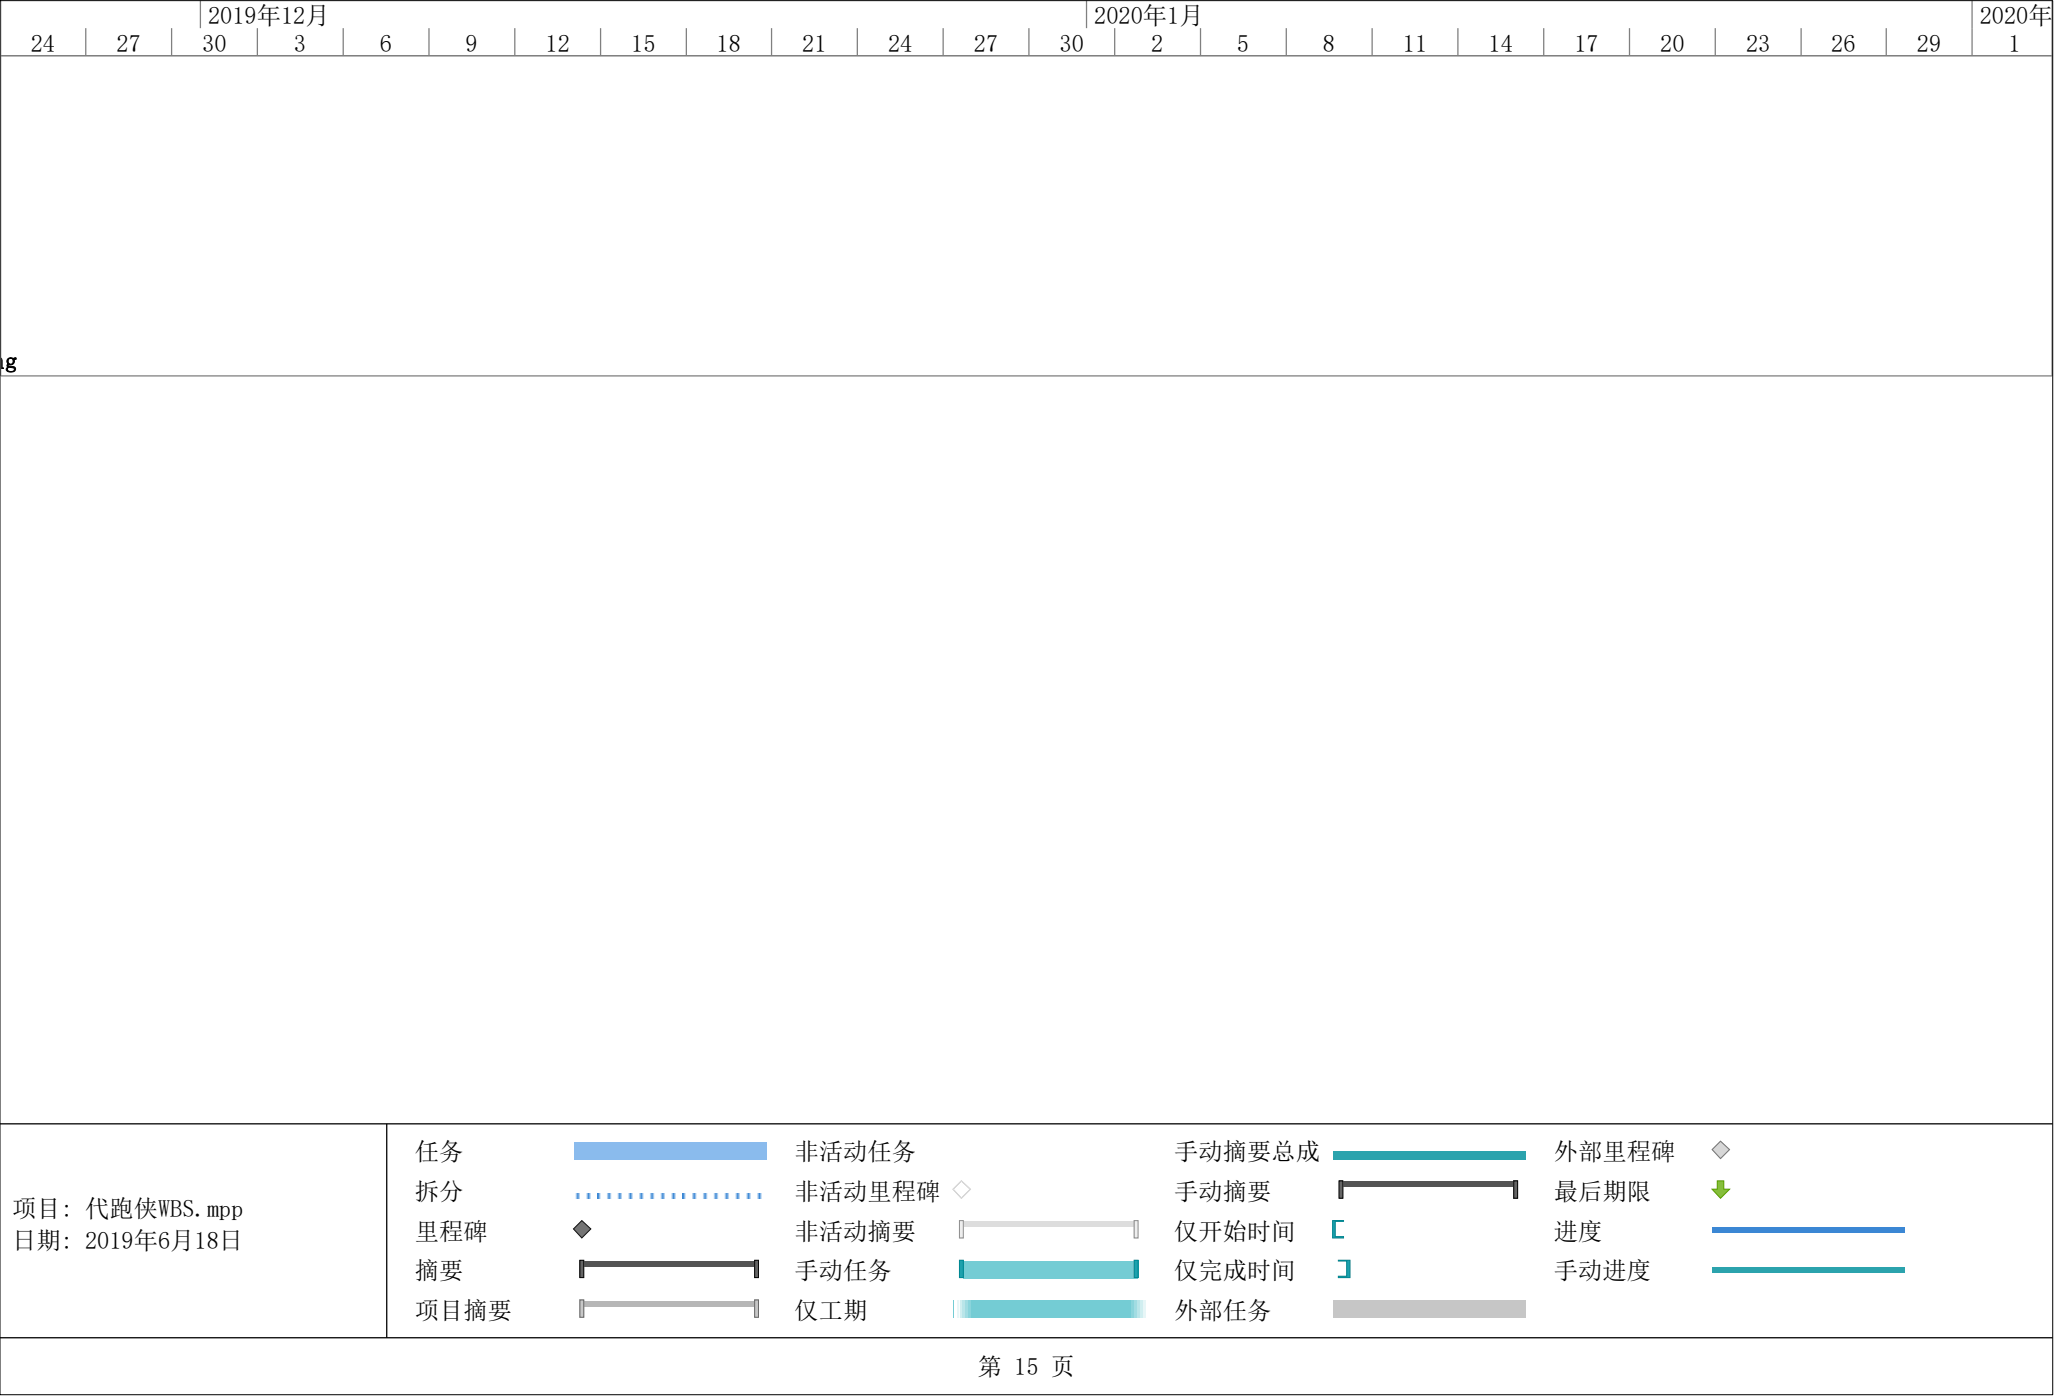 2019年12月 2020年1月 2020年
24 27 30 3 6 9 12 15 18 21 24 27 30 2 5 8 11 14 17 20 23 26 29 1
项目: 代跑侠WBS.mpp
日期: 2019年6月18日
任务
拆分
里程碑
摘要
项目摘要
非活动任务
非活动里程碑
非活动摘要
手动任务
仅工期
手动摘要总成
手动摘要
仅开始时间
仅完成时间
外部任务
外部里程碑
最后期限
进度
手动进度
第 15 页